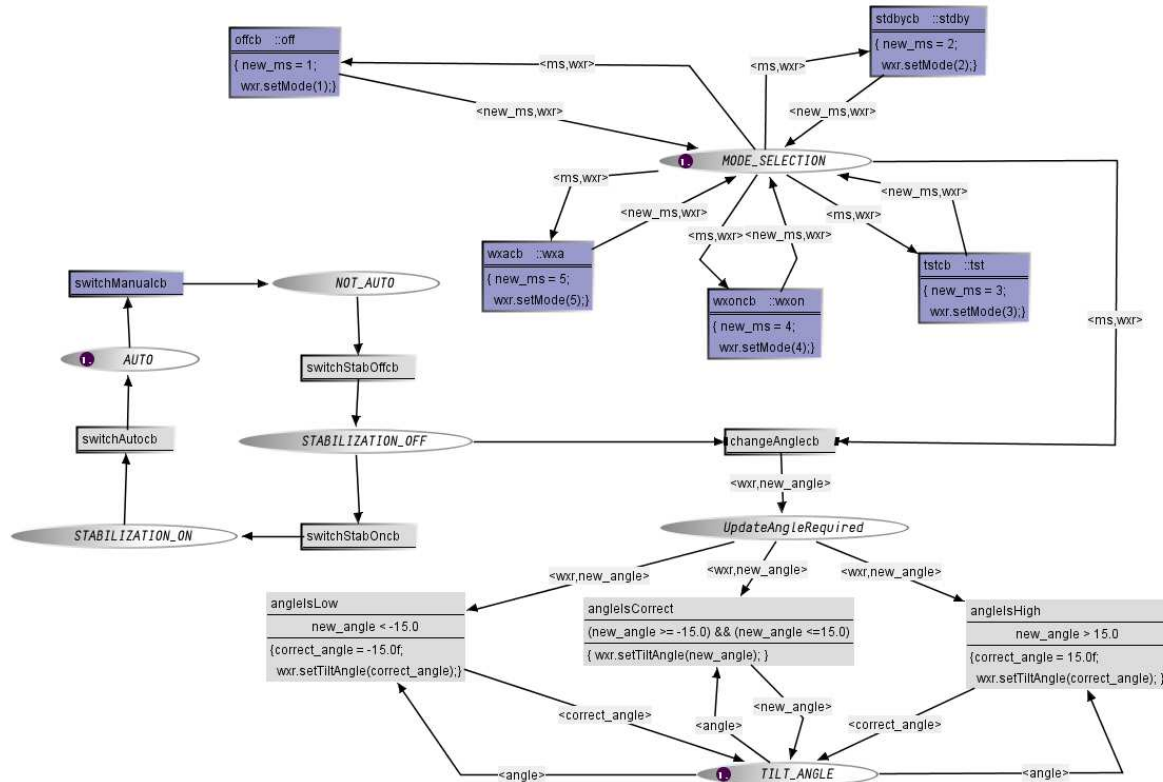 stdbycb ::stdby
{ new_ms = 2;
wxr.setMode(2);}
offcb ::off
{ new_ms = 1;
wxr.setMode(1);}
<ms,wxr>
<ms,wxr>
<new_ms,wxr>
<new_ms,wxr>
1.
MODE_SELECTION
<ms,wxr>
<new_ms,wxr>
<new_ms,wxr>
<ms,wxr>
<ms,wxr>
<new_ms,wxr>
wxacb ::wxa
{ new_ms = 5;
wxr.setMode(5);}
tstcb ::tst
{ new_ms = 3;
wxr.setMode(3);}
wxoncb ::wxon
{ new_ms = 4;
wxr.setMode(4);}
<ms,wxr>
switchManualcb
NOT_AUTO
1.
AUTO
switchStabOffcb
switchAutocb
STABILIZATION_OFF
changeAnglecb
<wxr,new_angle>
STABILIZATION_ON
switchStabOncb
UpdateAngleRequired
<wxr,new_angle>
<wxr,new_angle>
<wxr,new_angle>
angleIsLow
new_angle < -15.0
{correct_angle = -15.0f;
wxr.setTiltAngle(correct_angle);}
angleIsCorrect
(new_angle >= -15.0) && (new_angle <=15.0)
{ wxr.setTiltAngle(new_angle); }
angleIsHigh
new_angle > 15.0
{correct_angle = 15.0f;
wxr.setTiltAngle(correct_angle); }
<correct_angle>
<angle>
<new_angle>
<correct_angle>
<angle>
1.
TILT_ANGLE
<angle>